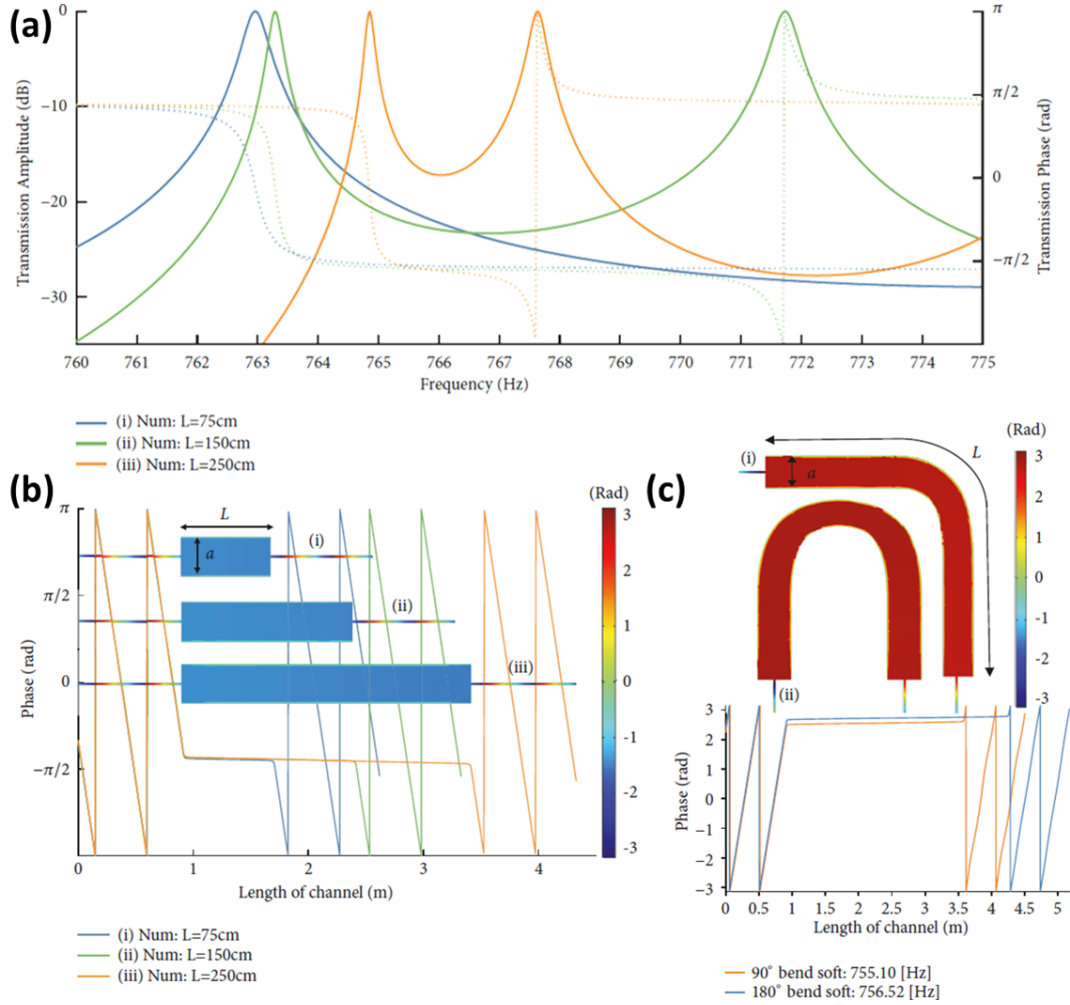 (a)
Transmission Amplitude (dB)
0
−10
−20
−30
π
π/2
0
−π/2
Transmission Phase (rad)
760 761 762 763 764 765 766 767 768 769 770 771 772 773 774 775
Frequency (Hz)
(i) Num: L=75cm
(ii) Num: L=150cm
(iii) Num: L=250cm
(b)
Phase (rad)
π
π/2
0
−π/2
L
a
(i)
(ii)
(iii)
(Rad)
3
2
1
0
-1
-2
-3
0 1 2 3 4
Length of channel (m)
(i) Num: L=75cm
(ii) Num: L=150cm
(iii) Num: L=250cm
(c)
(i)
a
L
(ii)
(Rad)
3
2
1
0
-1
-2
-3
Phase (rad)
3
2
1
0
−1
−2
−3
0 0.5 1 1.5 2 2.5 3 3.5 4 4.5 5
Length of channel (m)
90° bend soft: 755.10 [Hz]
180° bend soft: 756.52 [Hz]